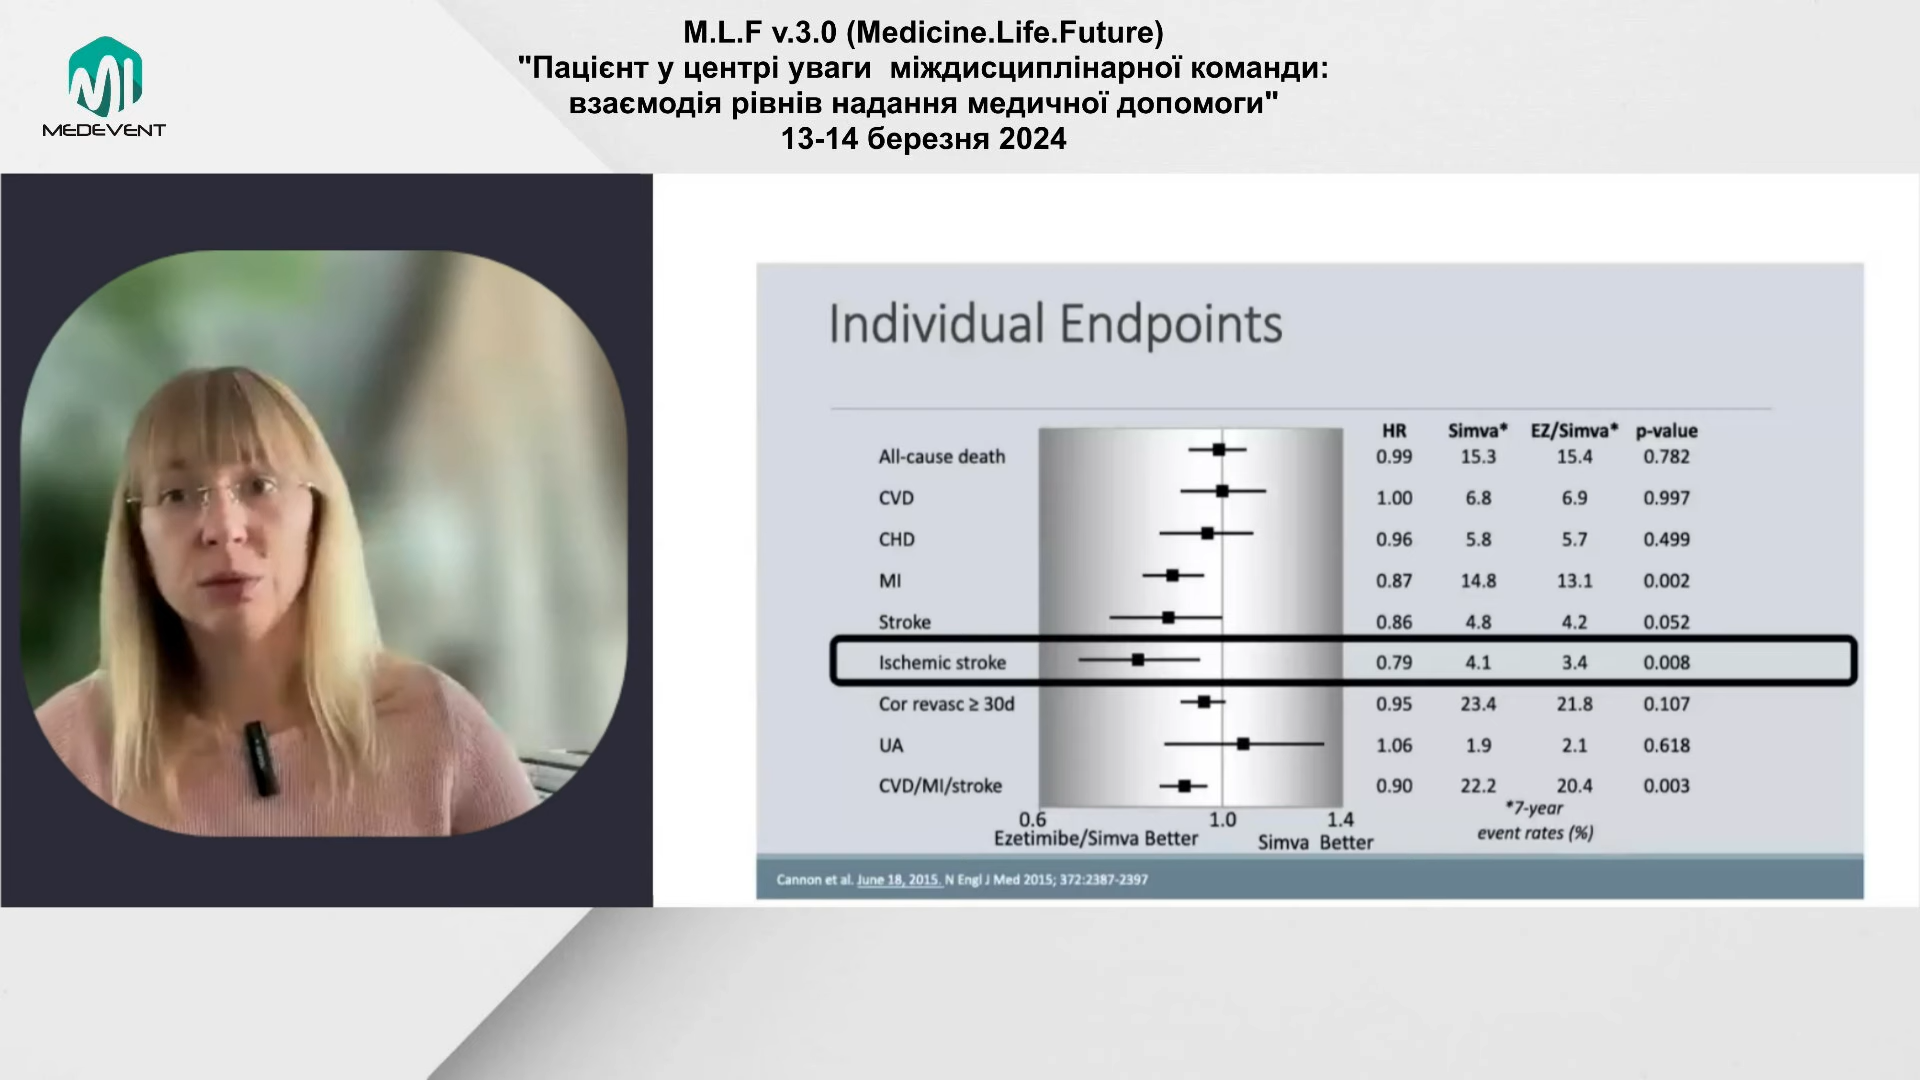 M.L.F v.3.0 (Medicine.Life.Future)
"Пацієнт у центрі уваги  міждисциплінарної команди:
взаємодія рівнів надання медичної допомоги"
13-14 березня 2024
MEDEVENT
Individual Endpoints
HR Simva* EZ/Simva* p-value
All-cause death 0.99 15.3 15.4 0.782
CVD 1.00 6.8 6.9 0.997
CHD 0.96 5.8 5.7 0.499
MI 0.87 14.8 13.1 0.002
Stroke 0.86 4.8 4.2 0.052
Ischemic stroke 0.79 4.1 3.4 0.008
Cor revasc ≥ 30d 0.95 23.4 21.8 0.107
UA 1.06 1.9 2.1 0.618
CVD/MI/stroke 0.90 22.2 20.4 0.003
0.6 1.0 1.4
Ezetimibe/Simva Better Simva Better
*7-year
event rates (%)
Cannon et al. June 18, 2015. N Engl J Med 2015; 372:2387-2397